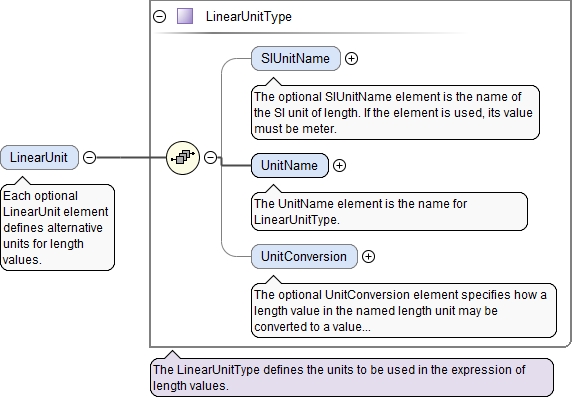 LinearUnitType
SIUnitName
The optional SIUnitName element is the name of
the SI unit of length. If the element is used, its value
must be meter.
LinearUnit
Each optional
LinearUnit element
defines alternative
units for length
values.
UnitName
The UnitName element is the name for
LinearUnitType.
UnitConversion
The optional UnitConversion element specifies how a
length value in the named length unit may be
converted to a value...
The LinearUnitType defines the units to be used in the expression of
length values.